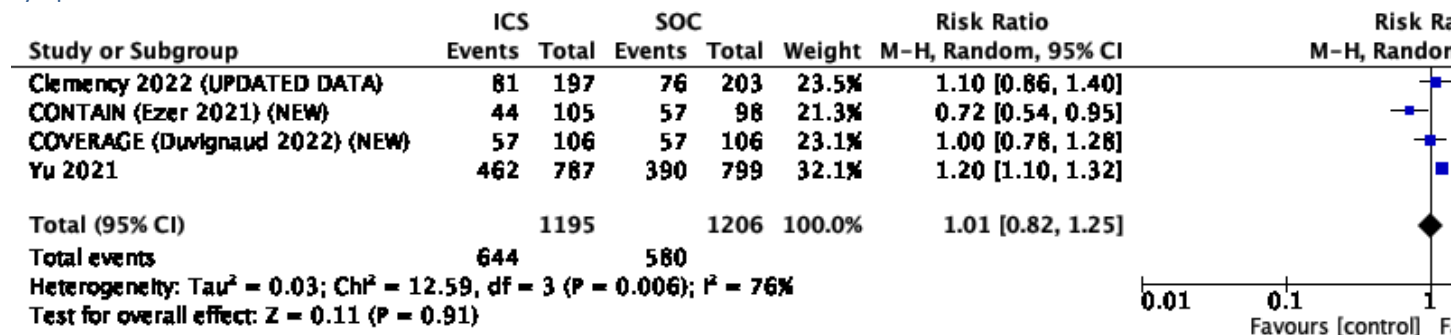 ICS SOC Risk Ratio Risk Ra
Study or Subgroup Events Total Events Total Weight M-H, Random, 95% CI M-H, Random
Clemency 2022 (UPDATED DATA) 81 197 76 203 23.5% 1.10 [0.86, 1.40]
CONTAIN (Ezer 2021) (NEW) 44 105 57 98 21.3% 0.72 [0.54, 0.95]
COVERAGE (Duvignaud 2022) (NEW) 57 106 57 106 23.1% 1.00 [0.78, 1.28]
Yu 2021 462 787 390 799 32.1% 1.20 [1.10, 1.32]
Total (95% CI) 1195 1206 100.0% 1.01 [0.82, 1.25]
Total events 644 580
Heterogeneity: Tau² = 0.03; Chi² = 12.59, df = 3 (P = 0.006); I² = 76%
Test for overall effect: Z = 0.11 (P = 0.91)
0.01 0.1 1
Favours [control] F